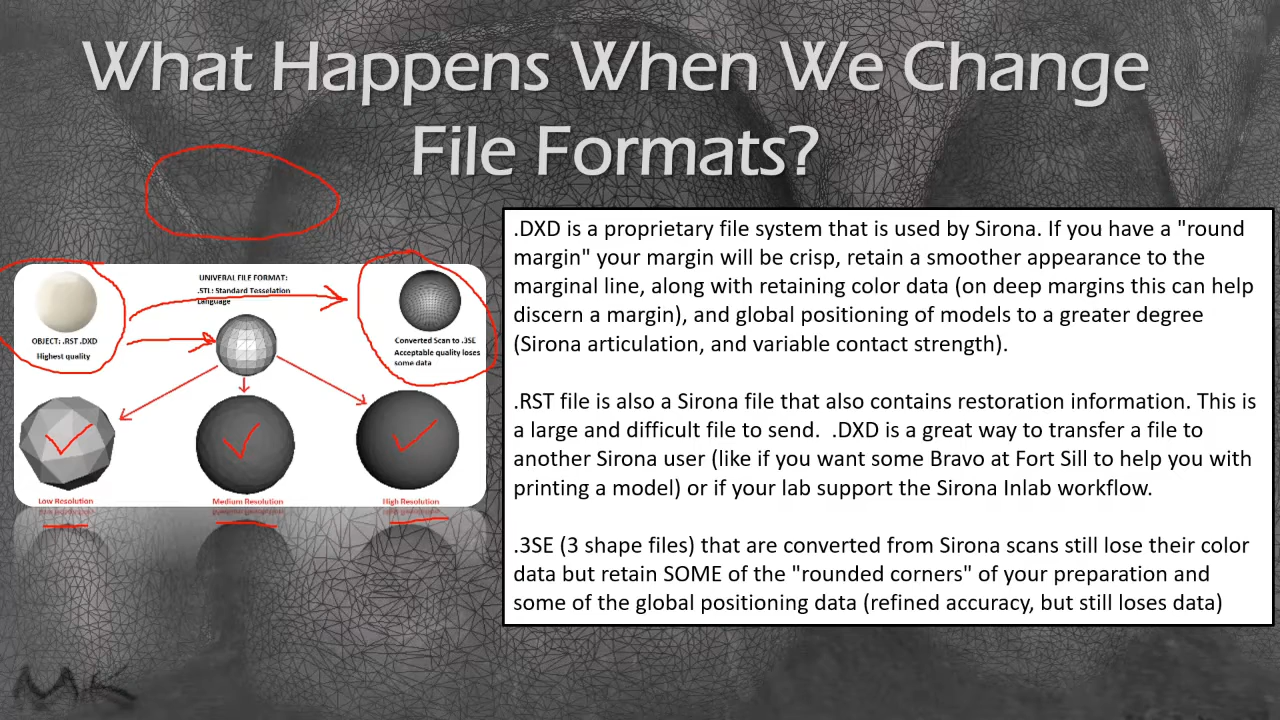 What Happens When We Change
File Formats?
.DXD is a proprietary file system that is used by Sirona. If you have a "round
margin" your margin will be crisp, retain a smoother appearance to the
marginal line, along with retaining color data (on deep margins this can help
discern a margin), and global positioning of models to a greater degree
(Sirona articulation, and variable contact strength).
.RST file is also a Sirona file that also contains restoration information. This is
a large and difficult file to send.  .DXD is a great way to transfer a file to
another Sirona user (like if you want some Bravo at Fort Sill to help you with
printing a model) or if your lab support the Sirona Inlab workflow.
.3SE (3 shape files) that are converted from Sirona scans still lose their color
data but retain SOME of the "rounded corners" of your preparation and
some of the global positioning data (refined accuracy, but still loses data)
UNIVERAL FILE FORMAT:
.STL: Standard Tesselation
Language
OBJECT: .RST .DXD
Highest quality
Converted Scan to .3SE
Acceptable quality loses
some data
Low Resolution
Medium Resolution
High Resolution
MK